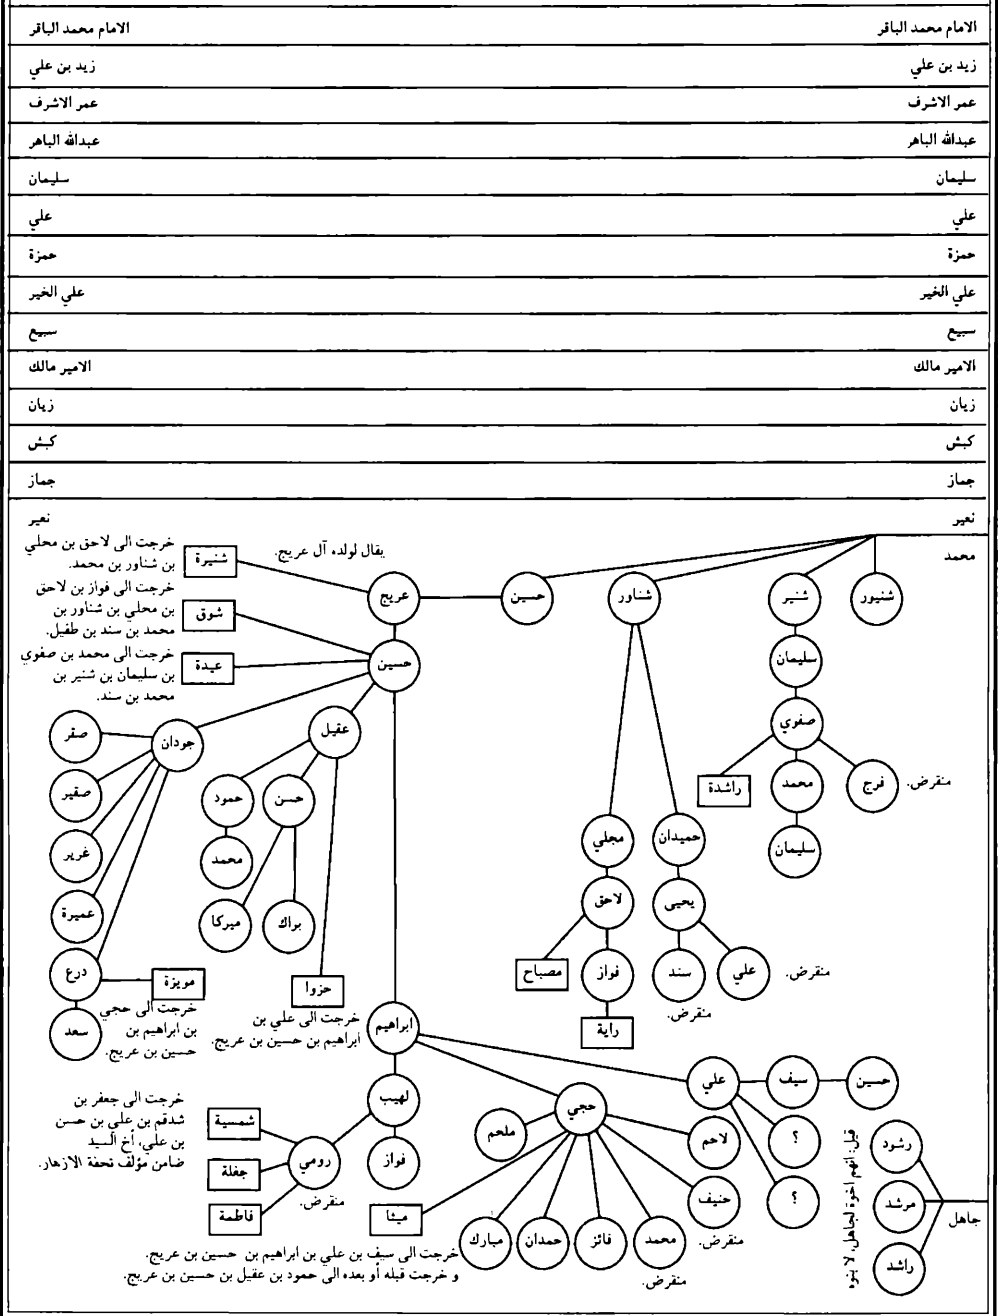 الامام محمد الباقر
الامام محمد الباقر
زيد بن علي
زيد بن علي
عمر الاشرف
عمر الاشرف
عبدالله الباهر
عبدالله الباهر
سليمان
سليمان
علي
علي
حمزة
حمزة
علي الخير
علي الخير
سبيع
سبيع
الامير مالك
الامير مالك
زيان
زيان
كبش
كبش
جماز
جماز
نعير
نعير
محمد
شنيور
شنير
شناور
حسين
عريج
يقال لولده آل عريج.
شنيرة
خرجت الى لاحق بن محلي
بن شناور بن محمد.
شوق
خرجت الى فواز بن لاحق
بن محلي بن شناور بن
محمد بن سند بن طفيل.
عيدة
خرجت الى محمد بن صفوي
بن سليمان بن شنير بن
محمد بن سند.
سليمان
صفوي
فرج
منقرض.
محمد
راشدة
سليمان
حسين
عقيل
جودان
صقر
صقير
غرير
عميرة
درع
سعد
مويزة
خرجت الى حجي
بن ابراهيم بن
حسين بن عريج.
حسن
حمود
محمد
براك
ميركا
حزوا
خرجت الى علي بن
ابراهيم بن حسين بن عريج.
حميدان
مجلي
يحيى
لاحق
علي
منقرض.
سند
منقرض.
فواز
مصباح
راية
ابراهيم
علي
سيف
حسين
؟
؟
حجي
لاحم
حنيف
منقرض.
محمد
منقرض.
فائز
حمدان
مبارك
ملحم
ميثا
خرجت الى سيف بن علي بن ابراهيم بن حسين بن عريج.
و خرجت قبله أو بعده الى حمود بن عقيل بن حسين بن عريج.
لهيب
فواز
رومي
منقرض.
شمسية
جغلة
فاطمة
خرجت الى جعفر بن
شدقم بن علي بن حسن
بن علي، أخ السيد
ضامن مؤلف تحفة الازهار.
جاهل
رشود
مرشد
راشد
قيل: انهم اخوة لجاهل، لا بنوه